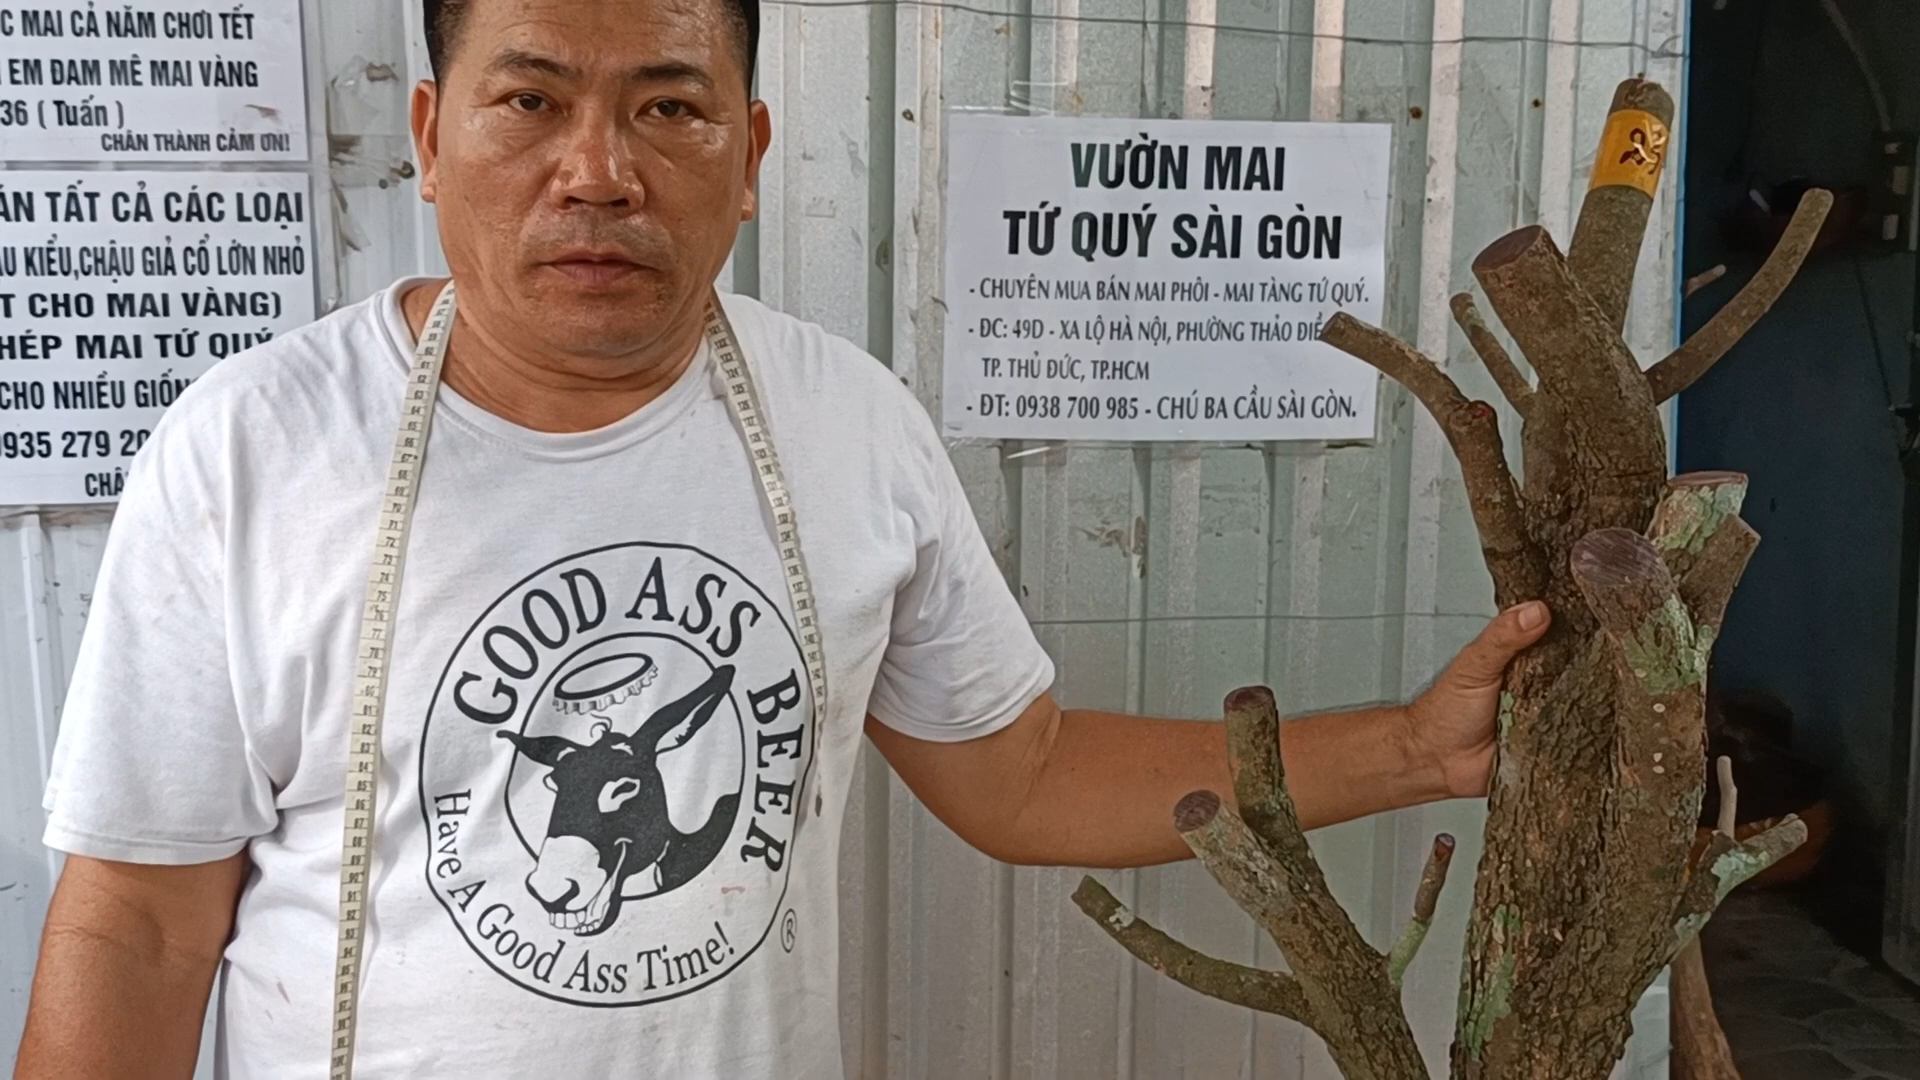 C MAI CẢ NĂM CHƠI TẾT
EM ĐAM MÊ MAI VÀNG
36 ( Tuấn )
CHÂN THÀNH CẢM ƠN!
ÁN TẤT CẢ CÁC LOẠI
ẬU KIỂU,CHẬU GIẢ CỔ LỚN NHỎ
T CHO MAI VÀNG)
HÉP MAI TỨ QUÝ
CHO NHIỀU GIỐN
0935 279 20
CHÂ
VƯỜN MAI
TỨ QUÝ SÀI GÒN
- CHUYÊN MUA BÁN MAI PHÔI - MAI TÀNG TỨ QUÝ.
- ĐC: 49D - XA LỘ HÀ NỘI, PHƯỜNG THẢO ĐIỀ
TP. THỦ ĐỨC, TP.HCM
- ĐT: 0938 700 985 - CHÚ BA CẦU SÀI GÒN.
GOOD ASS BEER
Have A Good Ass Time!
®